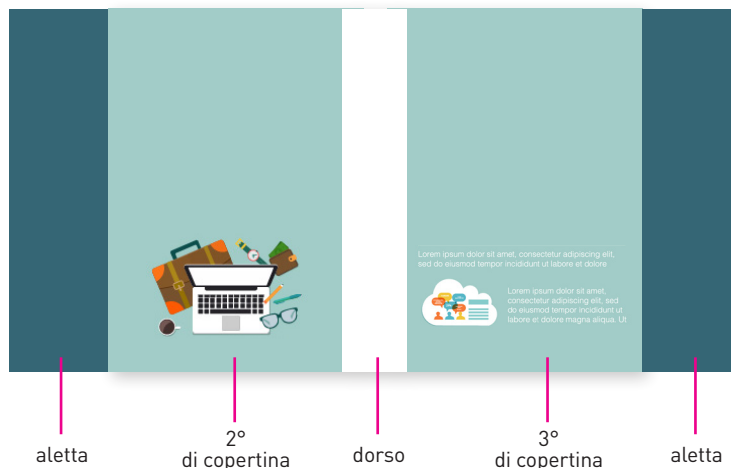 Lorem ipsum dolor sit amet, consectetur adipiscing elit,
sed do eiusmod tempor incididunt ut labore et dolore
Lorem ipsum dolor sit amet,
consectetur adipiscing elit, sed
do eiusmod tempor incididunt ut
labore et dolore magna aliqua. Ut
aletta
2°
di copertina
dorso
3°
di copertina
aletta